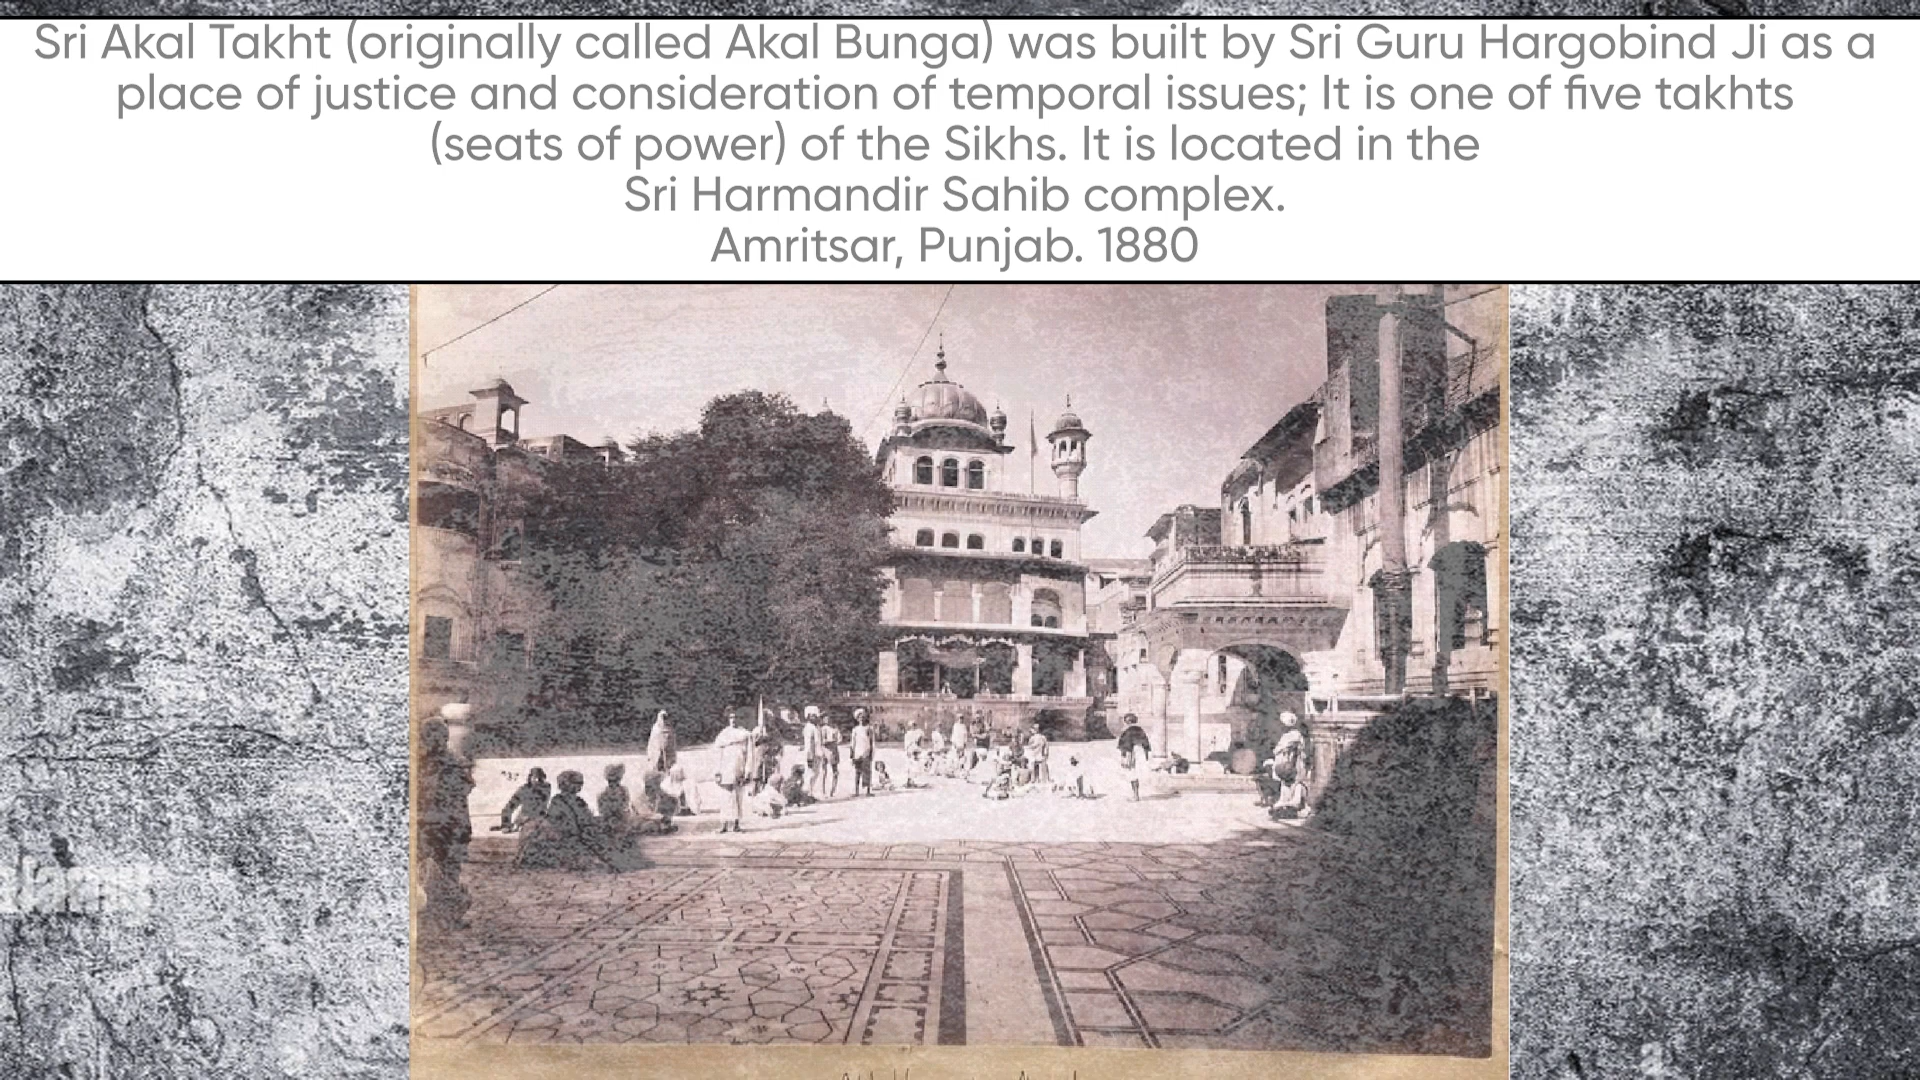 Sri Akal Takht (originally called Akal Bunga) was built by Sri Guru Hargobind Ji as a
place of justice and consideration of temporal issues; It is one of five takhts
(seats of power) of the Sikhs. It is located in the
Sri Harmandir Sahib complex.
Amritsar, Punjab. 1880